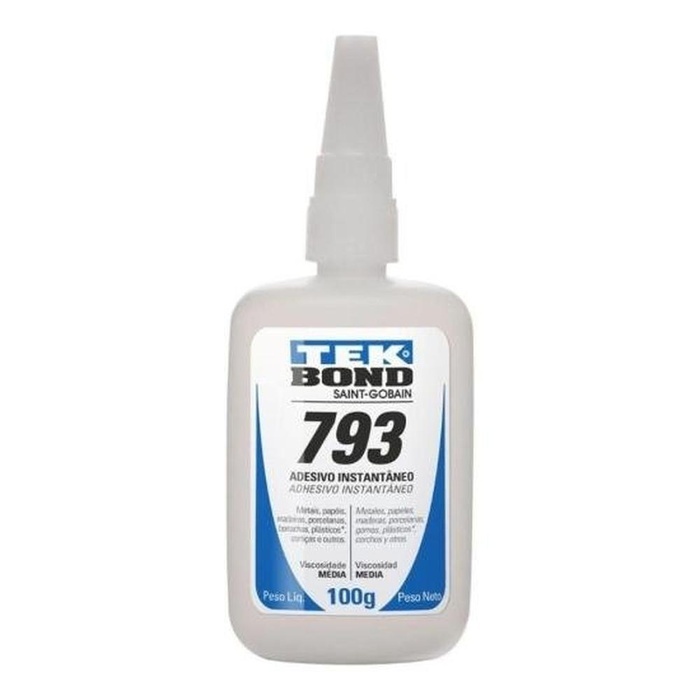 TEK
BOND
SAINT-GOBAIN
793
ADESIVO INSTANTÂNEO
ADHESIVO INSTANTÁNEO
Metais, papéis,
madeiras, porcelanas,
borrachas, plásticos*,
cortiças e outros.
Metales, papeles,
maderas, porcelanas,
gomas, plásticos*,
corchos y otros.
Viscosidade
MÉDIA
Viscosidad
MEDIA
Peso Líq. 100g Peso Neto